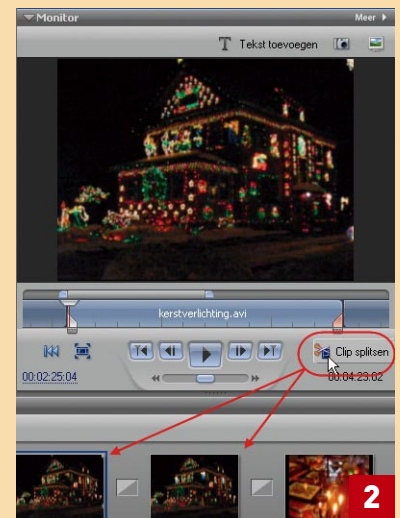 Monitor
Meer
T Tekst toevoegen
kerstverlichting.avi
Clip splitsen
00:02:25:04
00:04:23:02
2